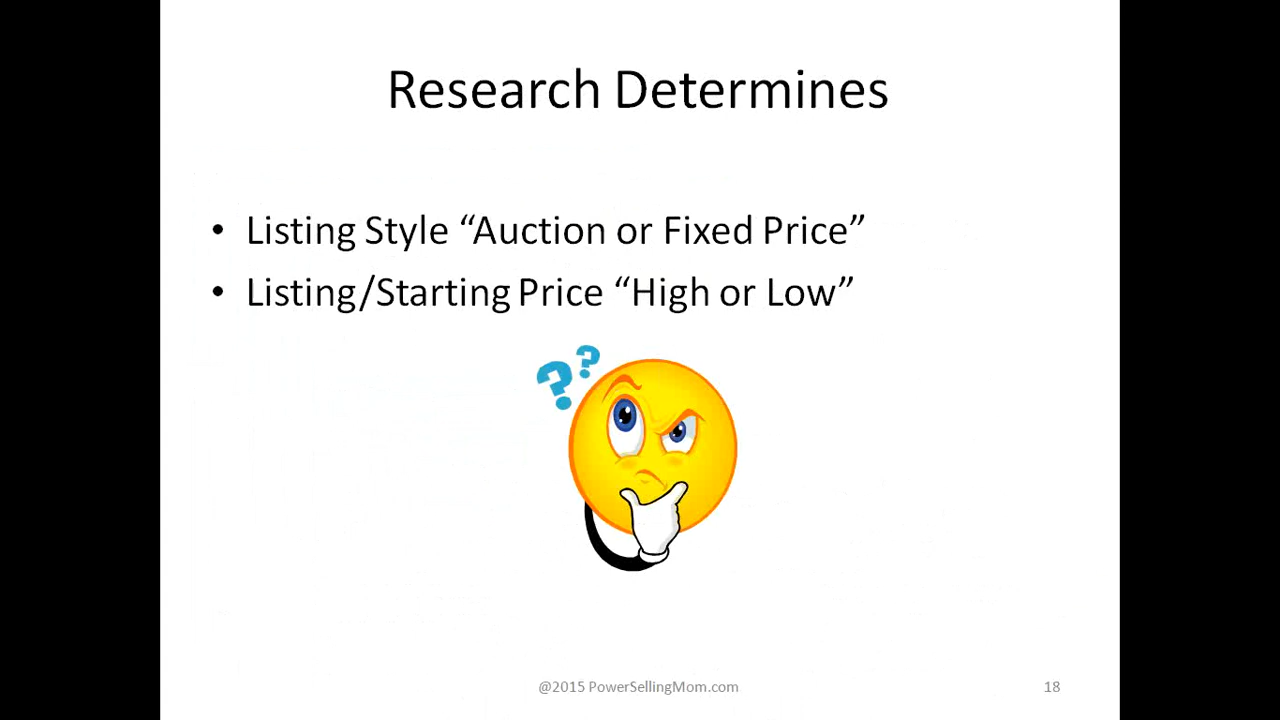 Research Determines
• Listing Style “Auction or Fixed Price”
• Listing/Starting Price “High or Low”
? ?
@2015 PowerSellingMom.com
18